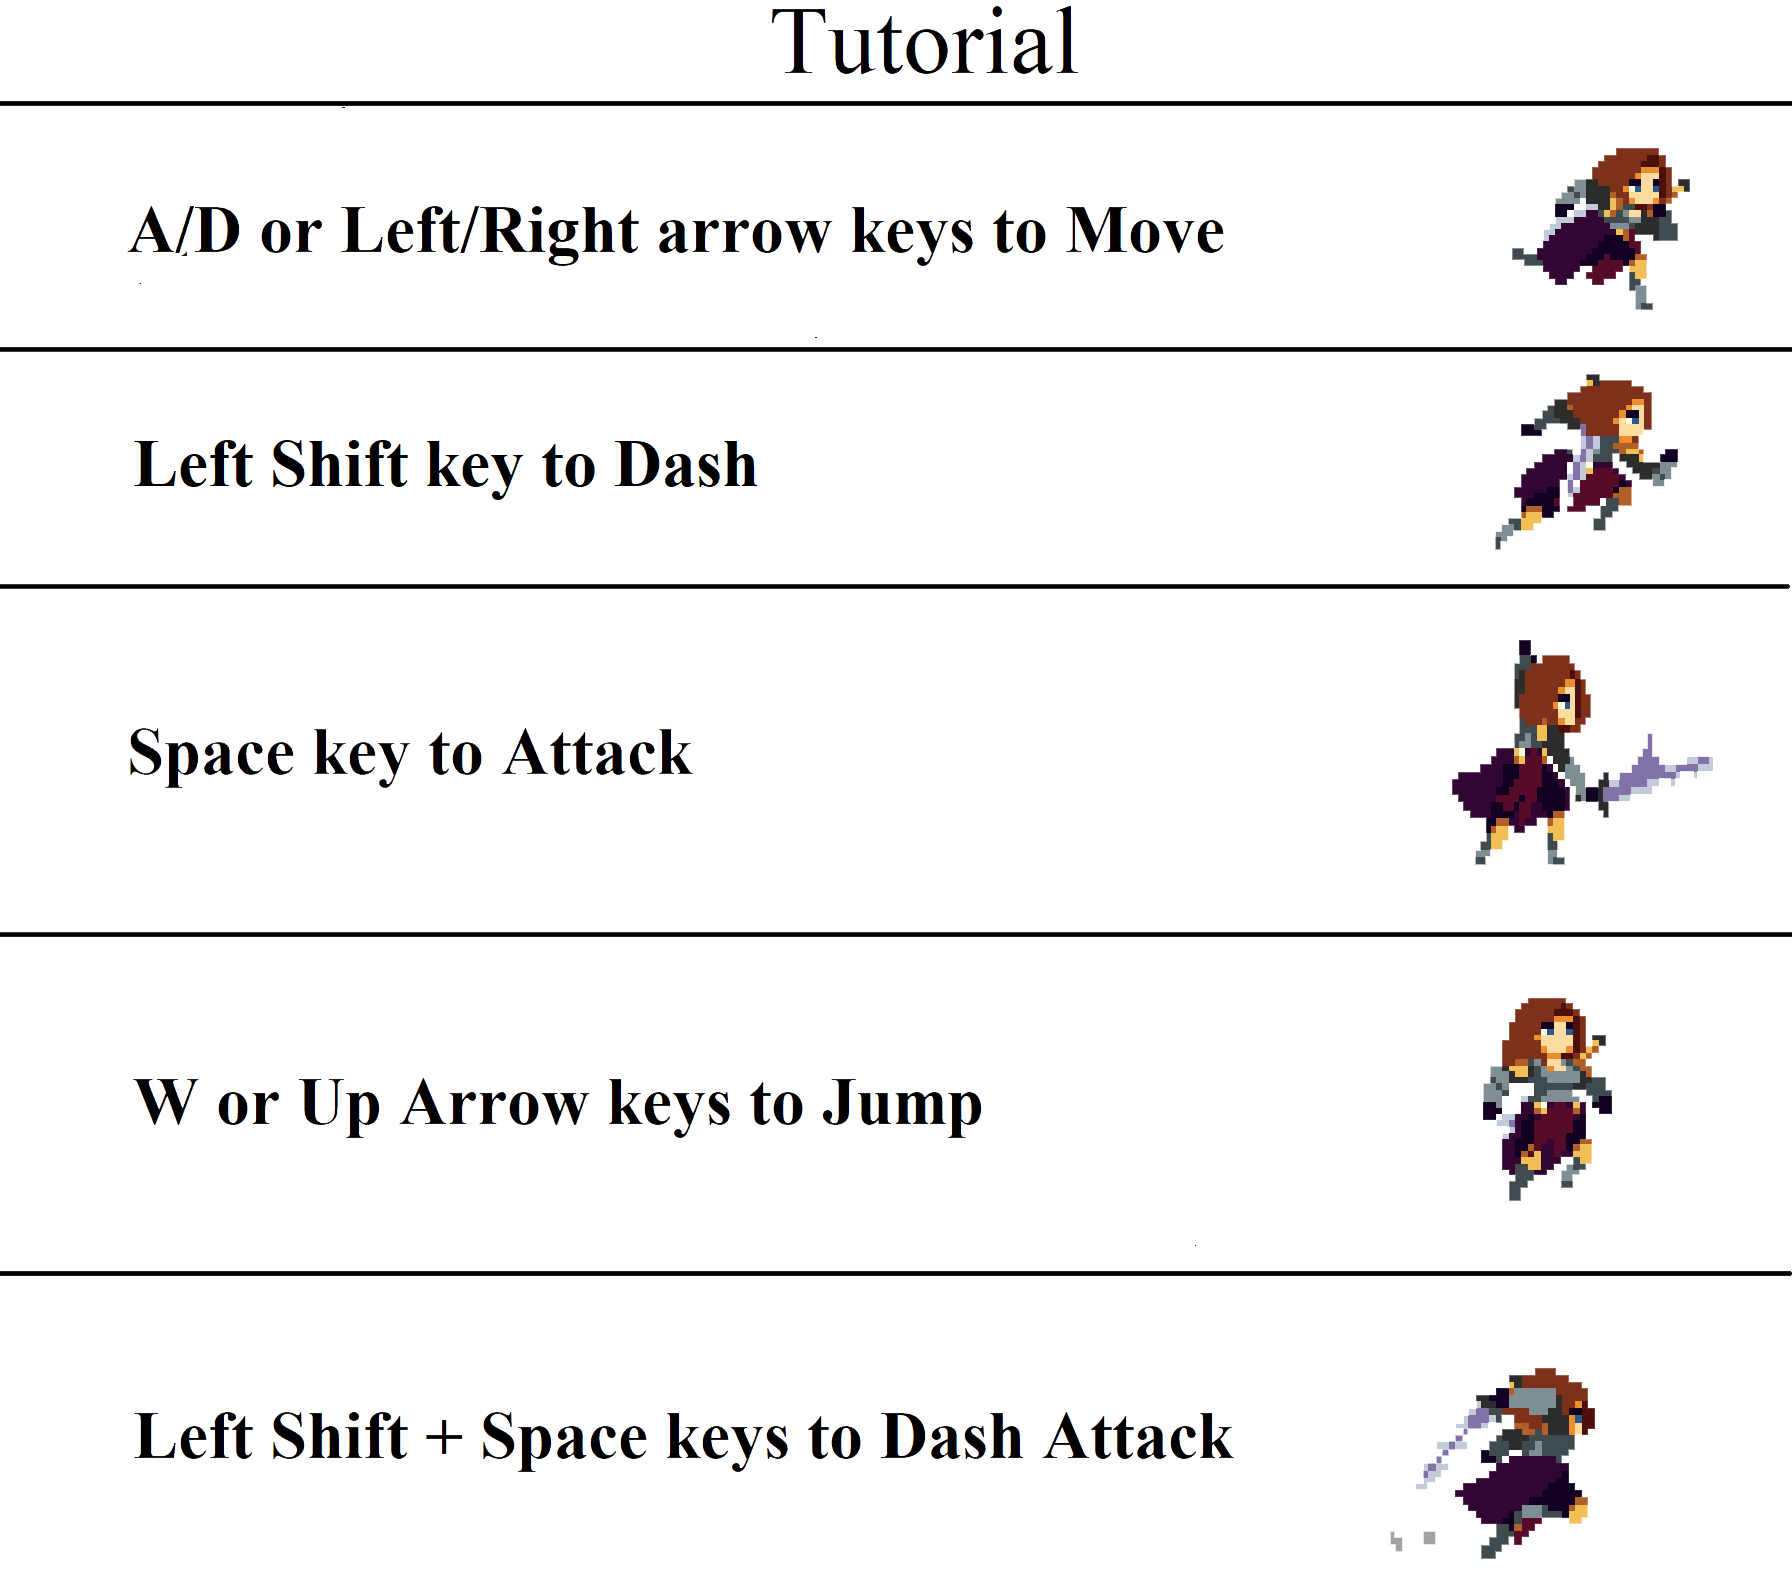 Tutorial
A/D or Left/Right arrow keys to Move
Left Shift key to Dash
Space key to Attack
W or Up Arrow keys to Jump
Left Shift + Space keys to Dash Attack